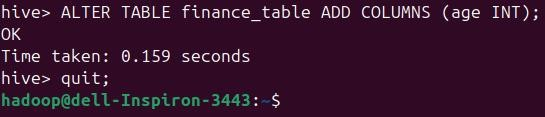 hive> ALTER TABLE finance_table ADD COLUMNS (age INT);
OK
Time taken: 0.159 seconds
hive> quit;
hadoop@dell-Inspiron-3443:~$